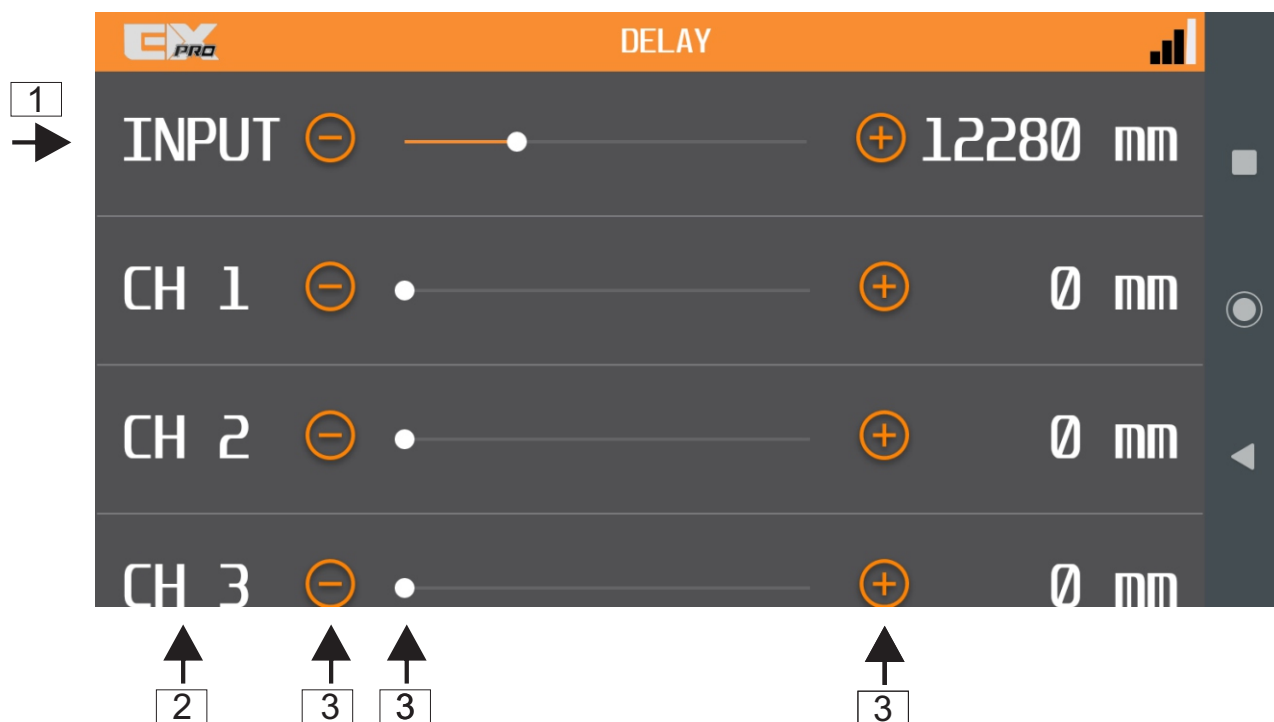 EX PRO DELAY
1
INPUT 12280 mm
CH 1 0 mm
CH 2 0 mm
CH 3 0 mm
2 3 3 3